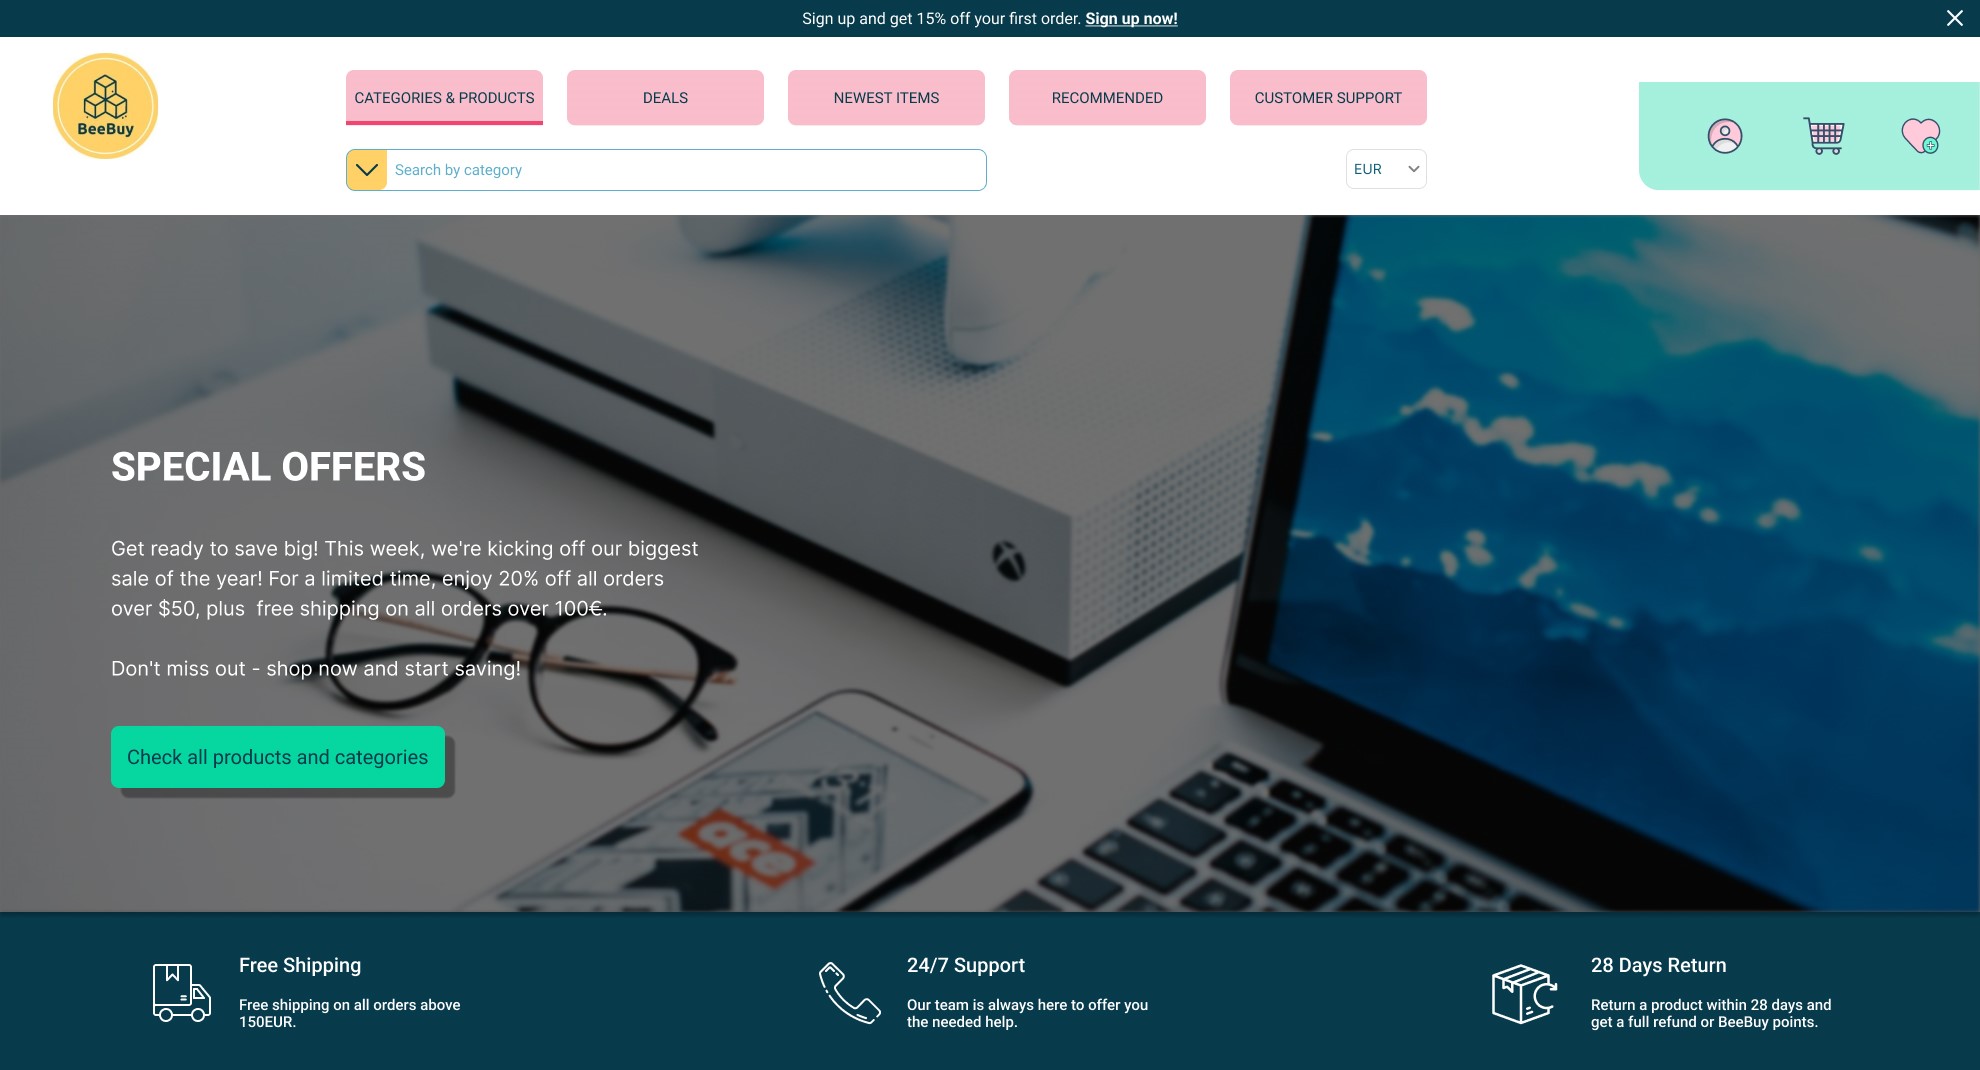 Sign up and get 15% off your first order. Sign up now!
BeeBuy
CATEGORIES & PRODUCTS
DEALS
NEWEST ITEMS
RECOMMENDED
CUSTOMER SUPPORT
Search by category
EUR
SPECIAL OFFERS
Get ready to save big! This week, we're kicking off our biggest
sale of the year! For a limited time, enjoy 20% off all orders
over $50, plus  free shipping on all orders over 100€.
Don't miss out - shop now and start saving!
ace
Check all products and categories
Free Shipping
Free shipping on all orders above
150EUR.
24/7 Support
Our team is always here to offer you
the needed help.
28 Days Return
Return a product within 28 days and
get a full refund or BeeBuy points.